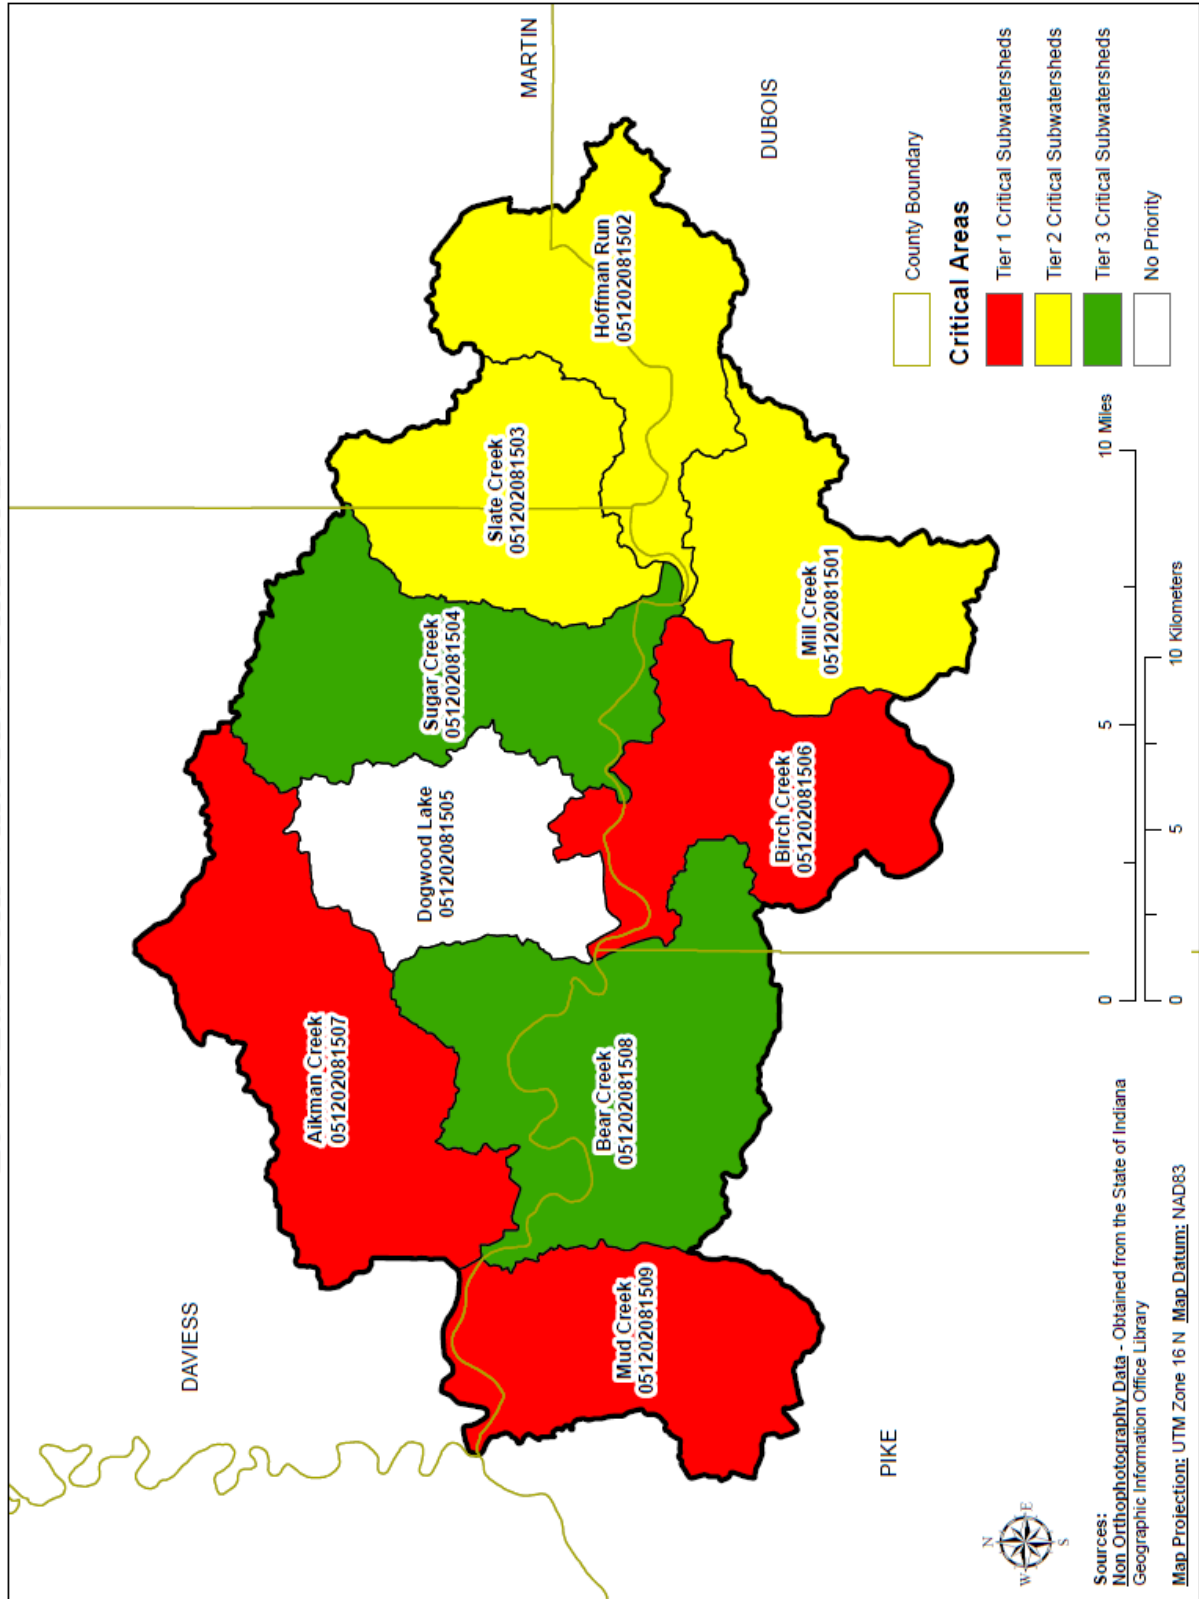 MARTIN
DAVIESS
DUBOIS
PIKE
Aikman Creek
051202081507
Sugar Creek
051202081504
Slate Creek
051202081503
Hoffman Run
051202081502
Dogwood Lake
051202081505
Bear Creek
051202081508
Mud Creek
051202081509
Birch Creek
051202081506
Mill Creek
051202081501
County Boundary
Critical Areas
Tier 1 Critical Subwatersheds
Tier 2 Critical Subwatersheds
Tier 3 Critical Subwatersheds
No Priority
N
W E
S
0 5 10 Miles
0 5 10 Kilometers
Sources:
Non Orthophotography Data - Obtained from the State of Indiana
Geographic Information Office Library
Map Projection: UTM Zone 16 N Map Datum: NAD83